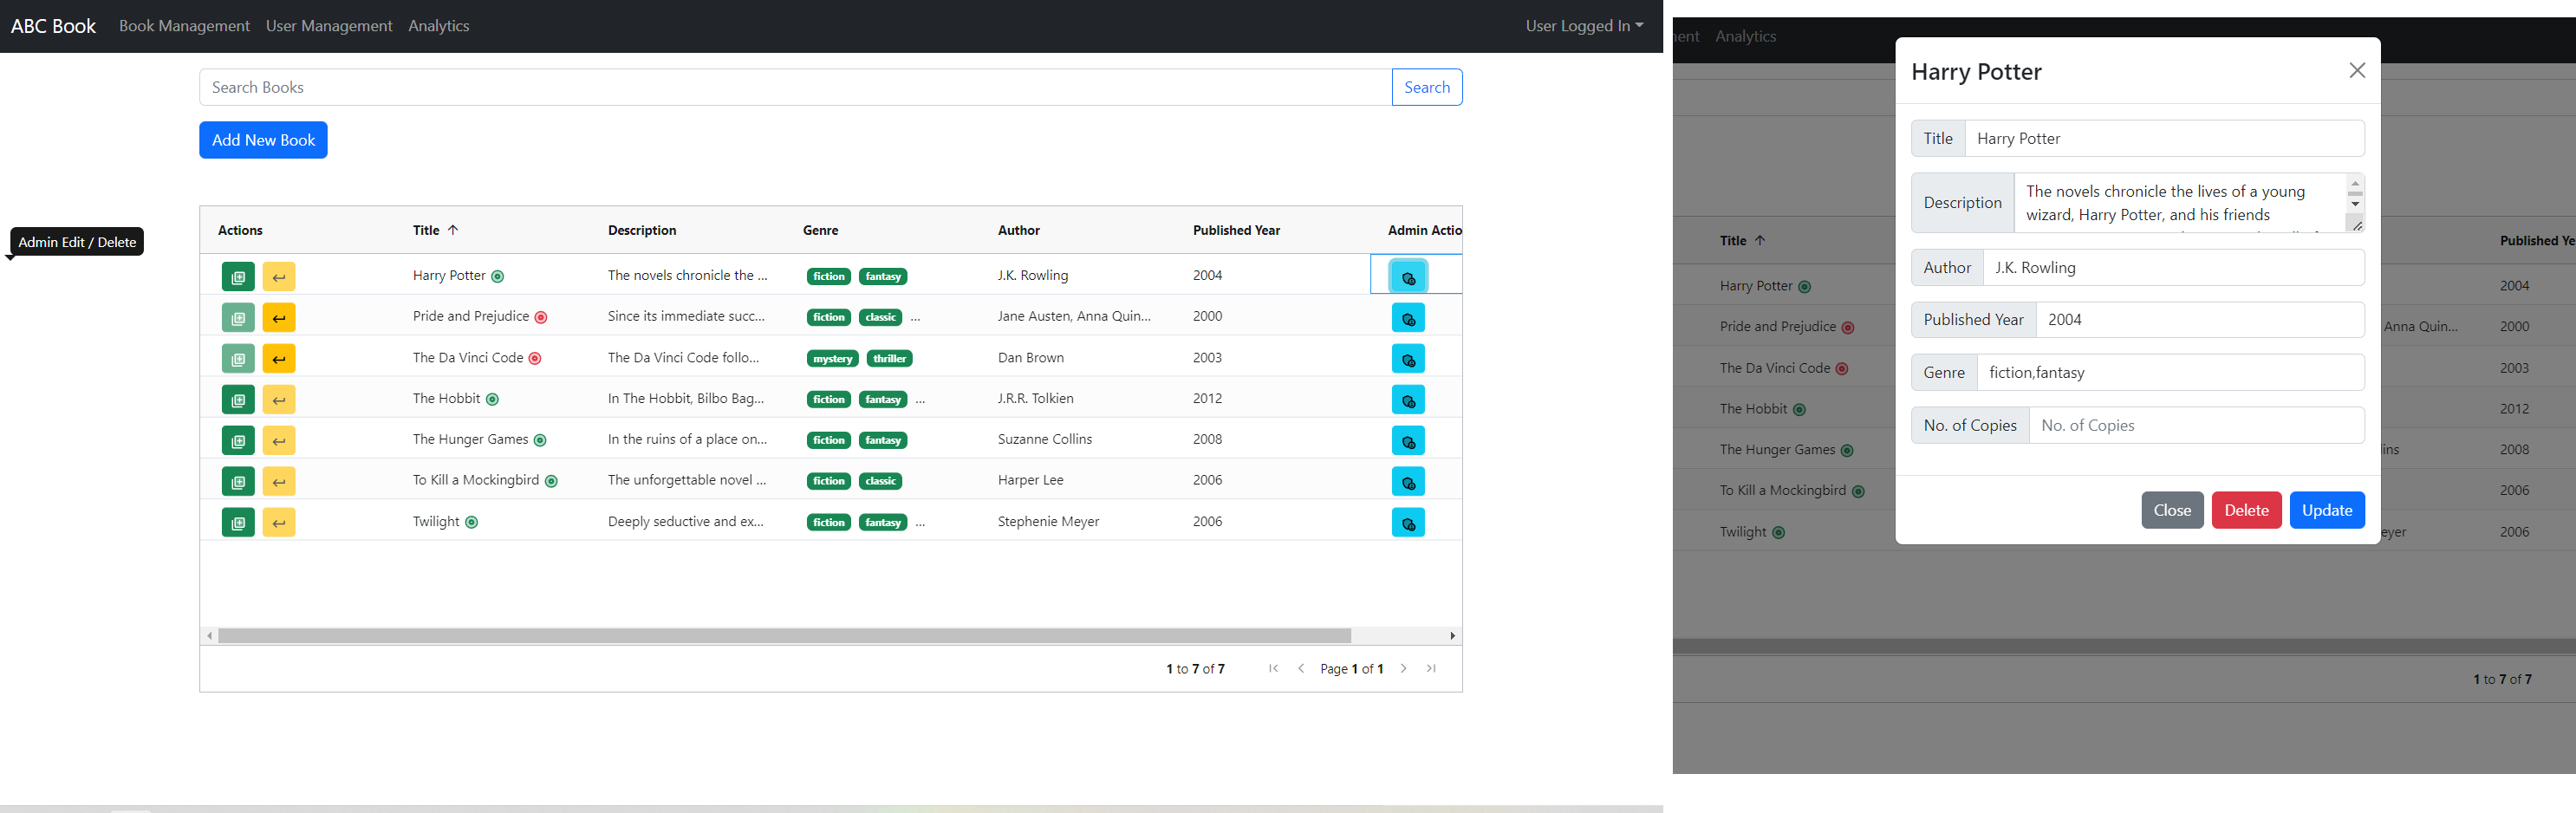 ABC Book Book Management User Management Analytics User Logged In
Search Books Search
Add New Book
Admin Edit / Delete
Actions Title Description Genre Author Published Year Admin Actio
Harry Potter The novels chronicle the ... fiction fantasy J.K. Rowling 2004
Pride and Prejudice Since its immediate succ... fiction classic ... Jane Austen, Anna Quin... 2000
The Da Vinci Code The Da Vinci Code follo... mystery thriller Dan Brown 2003
The Hobbit In The Hobbit, Bilbo Bag... fiction fantasy ... J.R.R. Tolkien 2012
The Hunger Games In the ruins of a place on... fiction fantasy Suzanne Collins 2008
To Kill a Mockingbird The unforgettable novel ... fiction classic Harper Lee 2006
Twilight Deeply seductive and ex... fiction fantasy ... Stephenie Meyer 2006
1 to 7 of 7 Page 1 of 1
nent Analytics
Title Published Ye
Harry Potter 2004
Pride and Prejudice Anna Quin... 2000
The Da Vinci Code 2003
The Hobbit 2012
The Hunger Games ins 2008
To Kill a Mockingbird 2006
Twilight eyer 2006
1 to 7 of 7
Harry Potter
Title Harry Potter
Description The novels chronicle the lives of a young
wizard, Harry Potter, and his friends
Author J.K. Rowling
Published Year 2004
Genre fiction,fantasy
No. of Copies No. of Copies
Close Delete Update